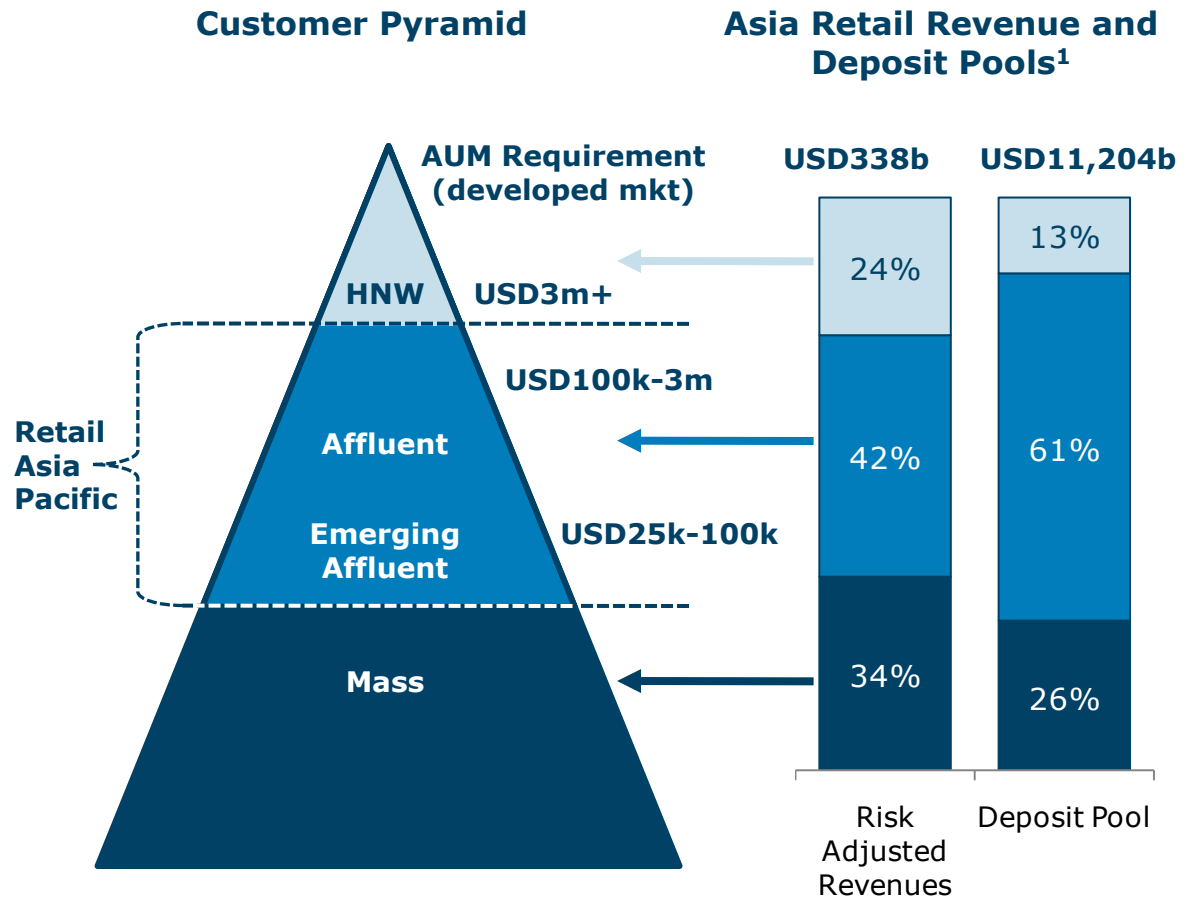 Customer Pyramid
Asia Retail Revenue and
Deposit Pools¹
AUM Requirement
(developed mkt)
HNW
USD3m+
USD100k-3m
Retail
Asia
Pacific
Affluent
Emerging
Affluent
USD25k-100k
Mass
USD338b
USD11,204b
24%
13%
42%
61%
34%
26%
Risk
Adjusted
Revenues
Deposit Pool